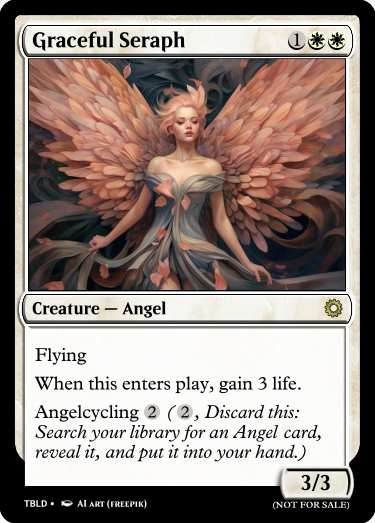 Graceful Seraph 1
Creature — Angel
Flying
When this enters play, gain 3 life.
Angelcycling 2 (2, Discard this:
Search your library for an Angel card,
reveal it, and put it into your hand.)
3/3
TBLD • AI ART (FREEPIK)
(NOT FOR SALE)